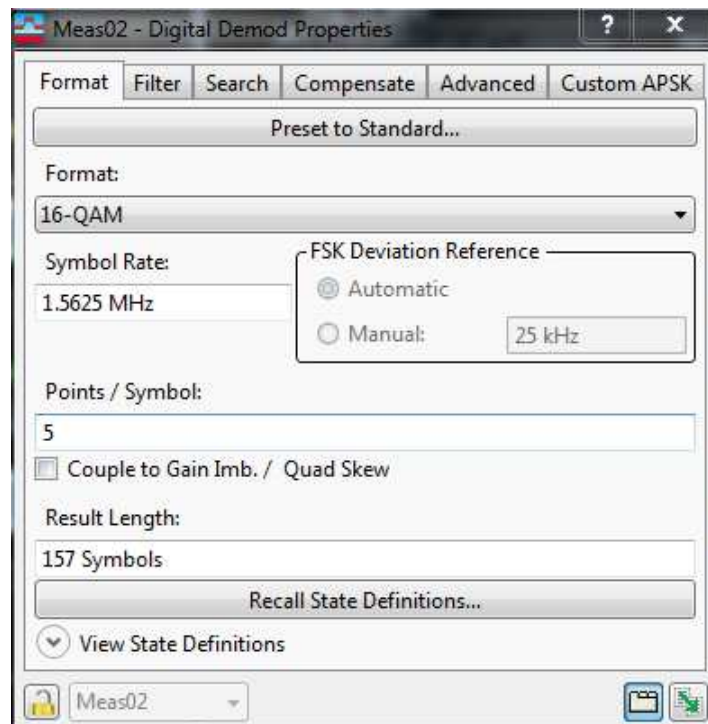 Meas02 - Digital Demod Properties ? X
Format Filter Search Compensate Advanced Custom APSK
Preset to Standard...
Format:
16-QAM
Symbol Rate:
1.5625 MHz
FSK Deviation Reference
Automatic
Manual: 25 kHz
Points / Symbol:
5
Couple to Gain Imb. / Quad Skew
Result Length:
157 Symbols
Recall State Definitions...
View State Definitions
Meas02